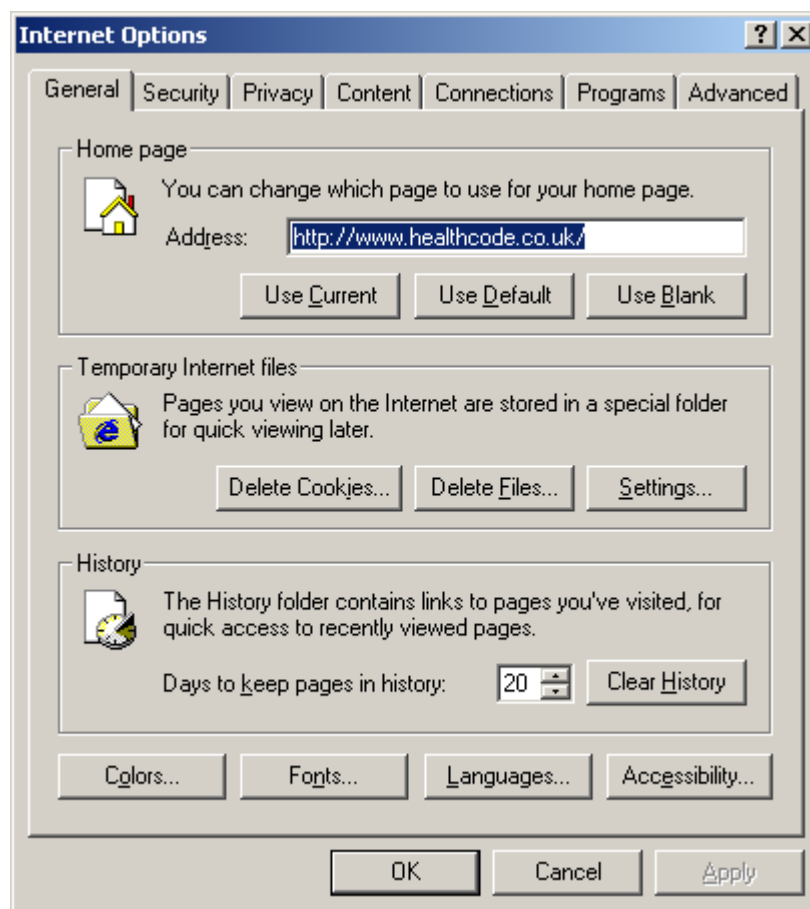 Internet Options
General Security Privacy Content Connections Programs Advanced
Home page
You can change which page to use for your home page.
Address: http://www.healthcode.co.uk/
Use Current Use Default Use Blank
Temporary Internet files
Pages you view on the Internet are stored in a special folder
for quick viewing later.
Delete Cookies... Delete Files... Settings...
History
The History folder contains links to pages you've visited, for
quick access to recently viewed pages.
Days to keep pages in history: 20 Clear History
Colors... Fonts... Languages... Accessibility...
OK Cancel Apply